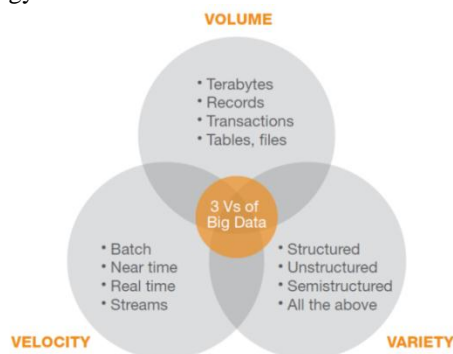 gy
VOLUME
• Terabytes
• Records
• Transactions
• Tables, files
3 Vs of
Big Data
• Batch
• Near time
• Real time
• Streams
• Structured
• Unstructured
• Semistructured
• All the above
VELOCITY
VARIETY